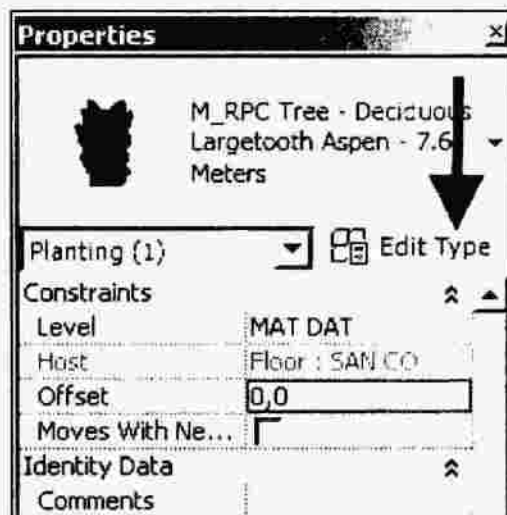 Properties
M_RPC Tree - Deciduous
Largetooth Aspen - 7.6
Meters
Planting (1)
Edit Type
Constraints
Level MAT DAT
Host Floor : SAN CO
Offset 0,0
Moves With Ne...
Identity Data
Comments